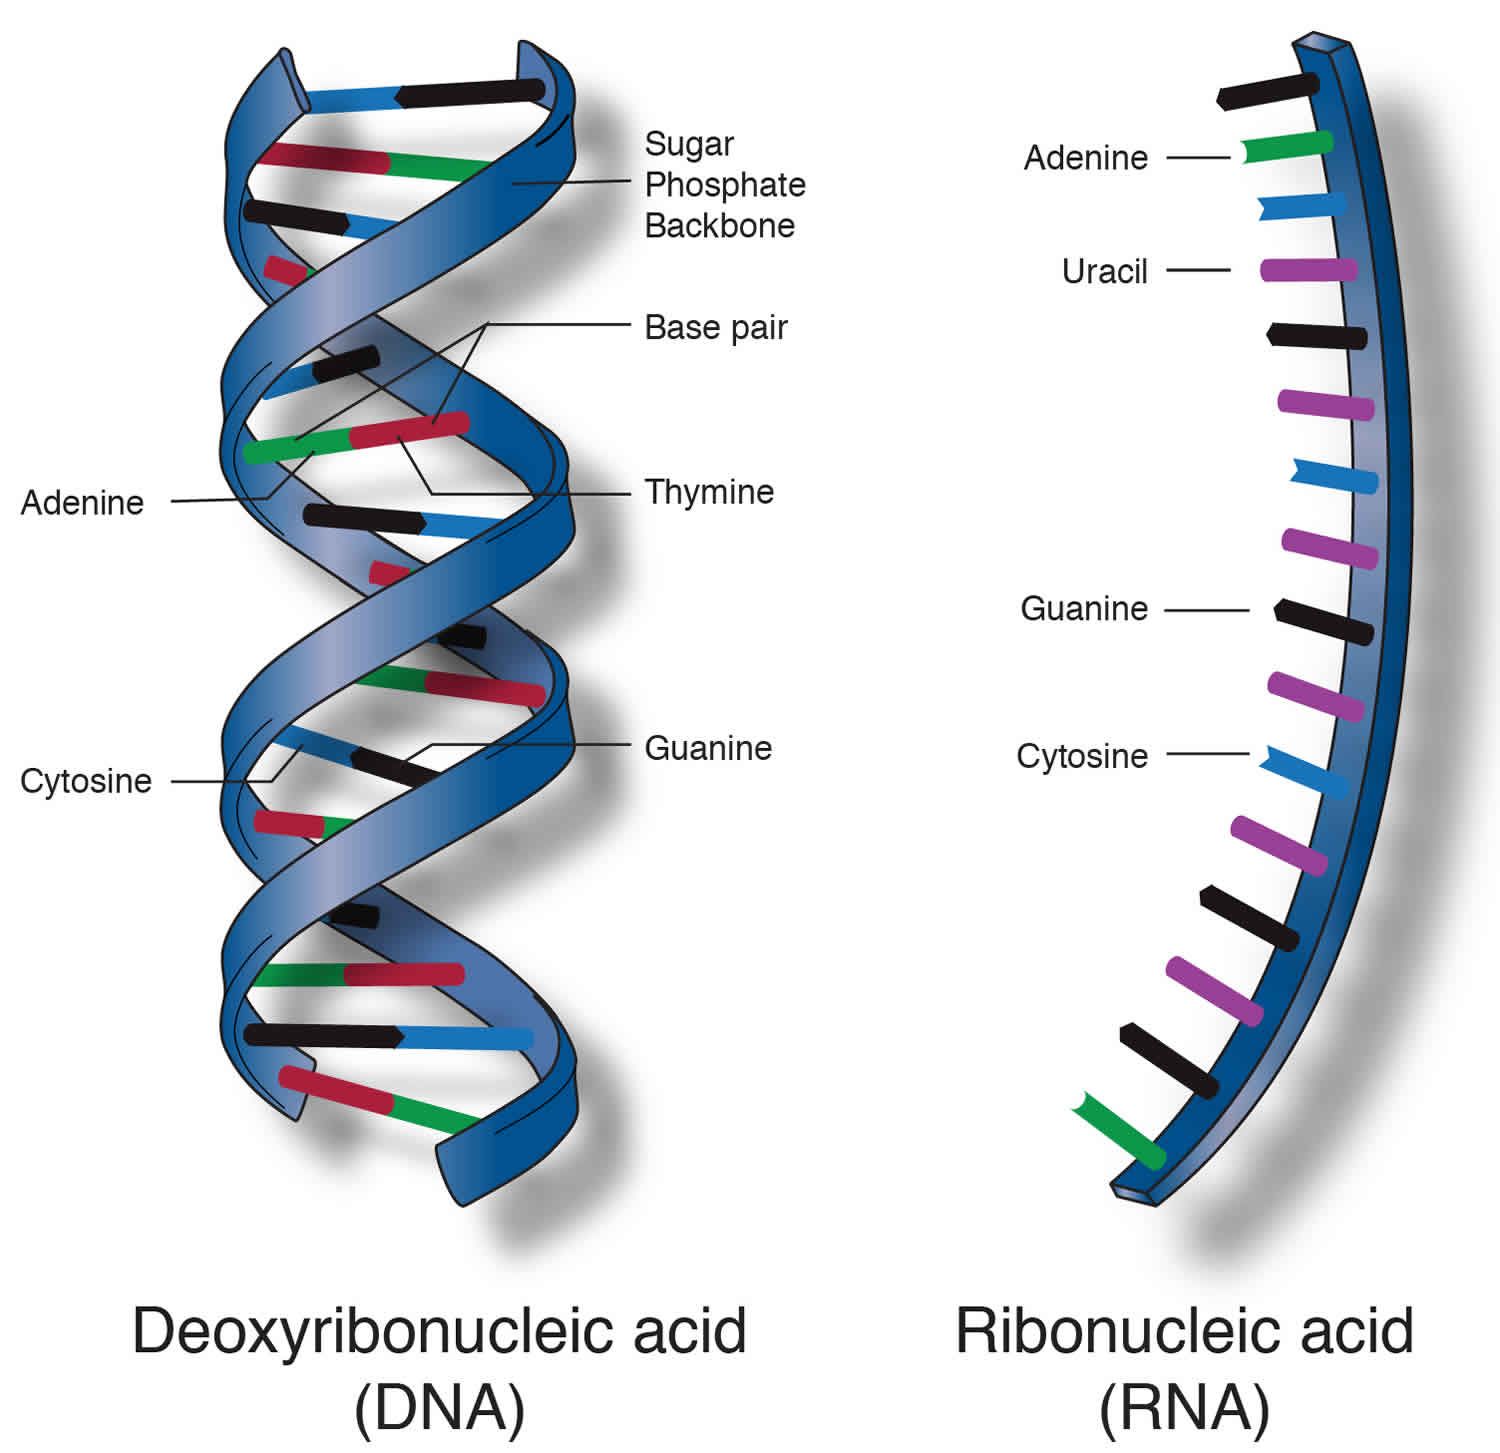 Sugar
Phosphate
Backbone
Base pair
Adenine
Thymine
Cytosine
Guanine
Deoxyribonucleic acid
(DNA)
Adenine
Uracil
Guanine
Cytosine
Ribonucleic acid
(RNA)